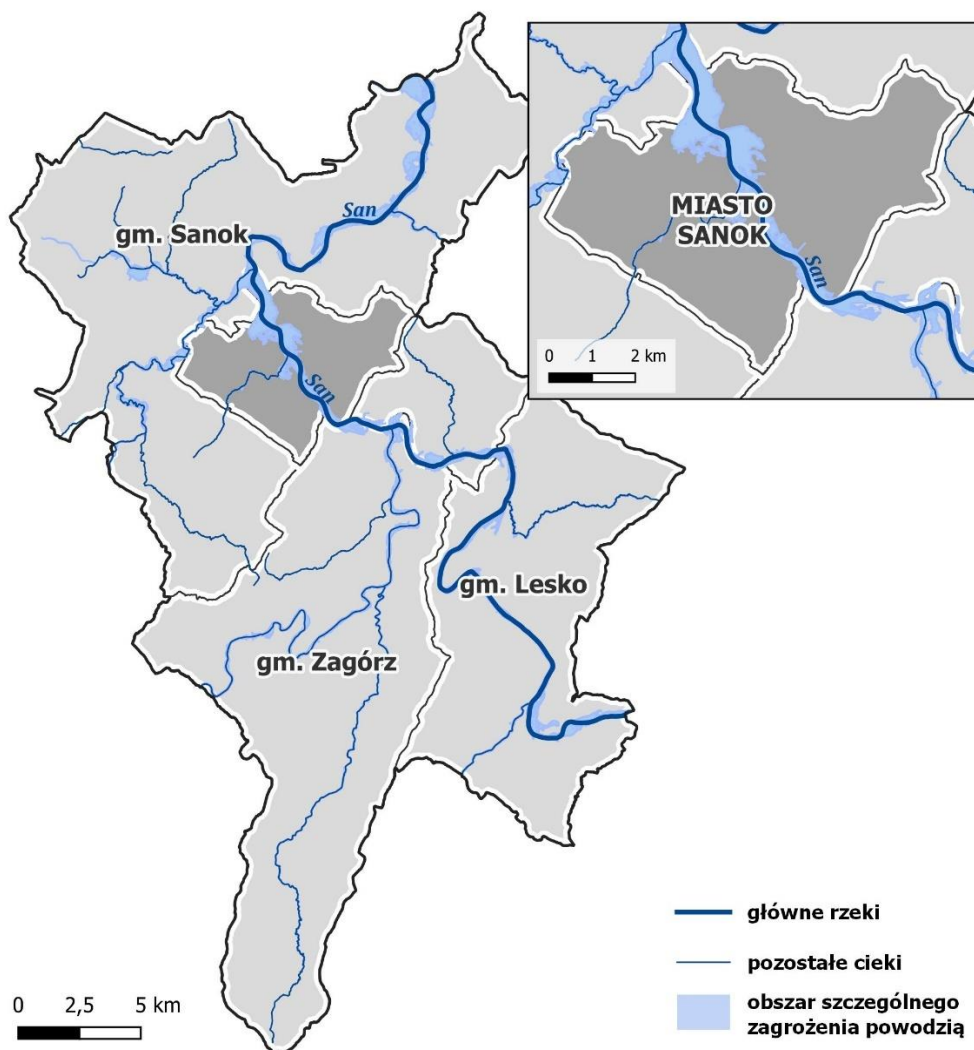 San
gm. Sanok
San
gm. Lesko
gm. Zagórz
MIASTO
SANOK
San
0 1 2 km
główne rzeki
pozostałe cieki
obszar szczególnego
zagrożenia powodzią
0 2,5 5 km